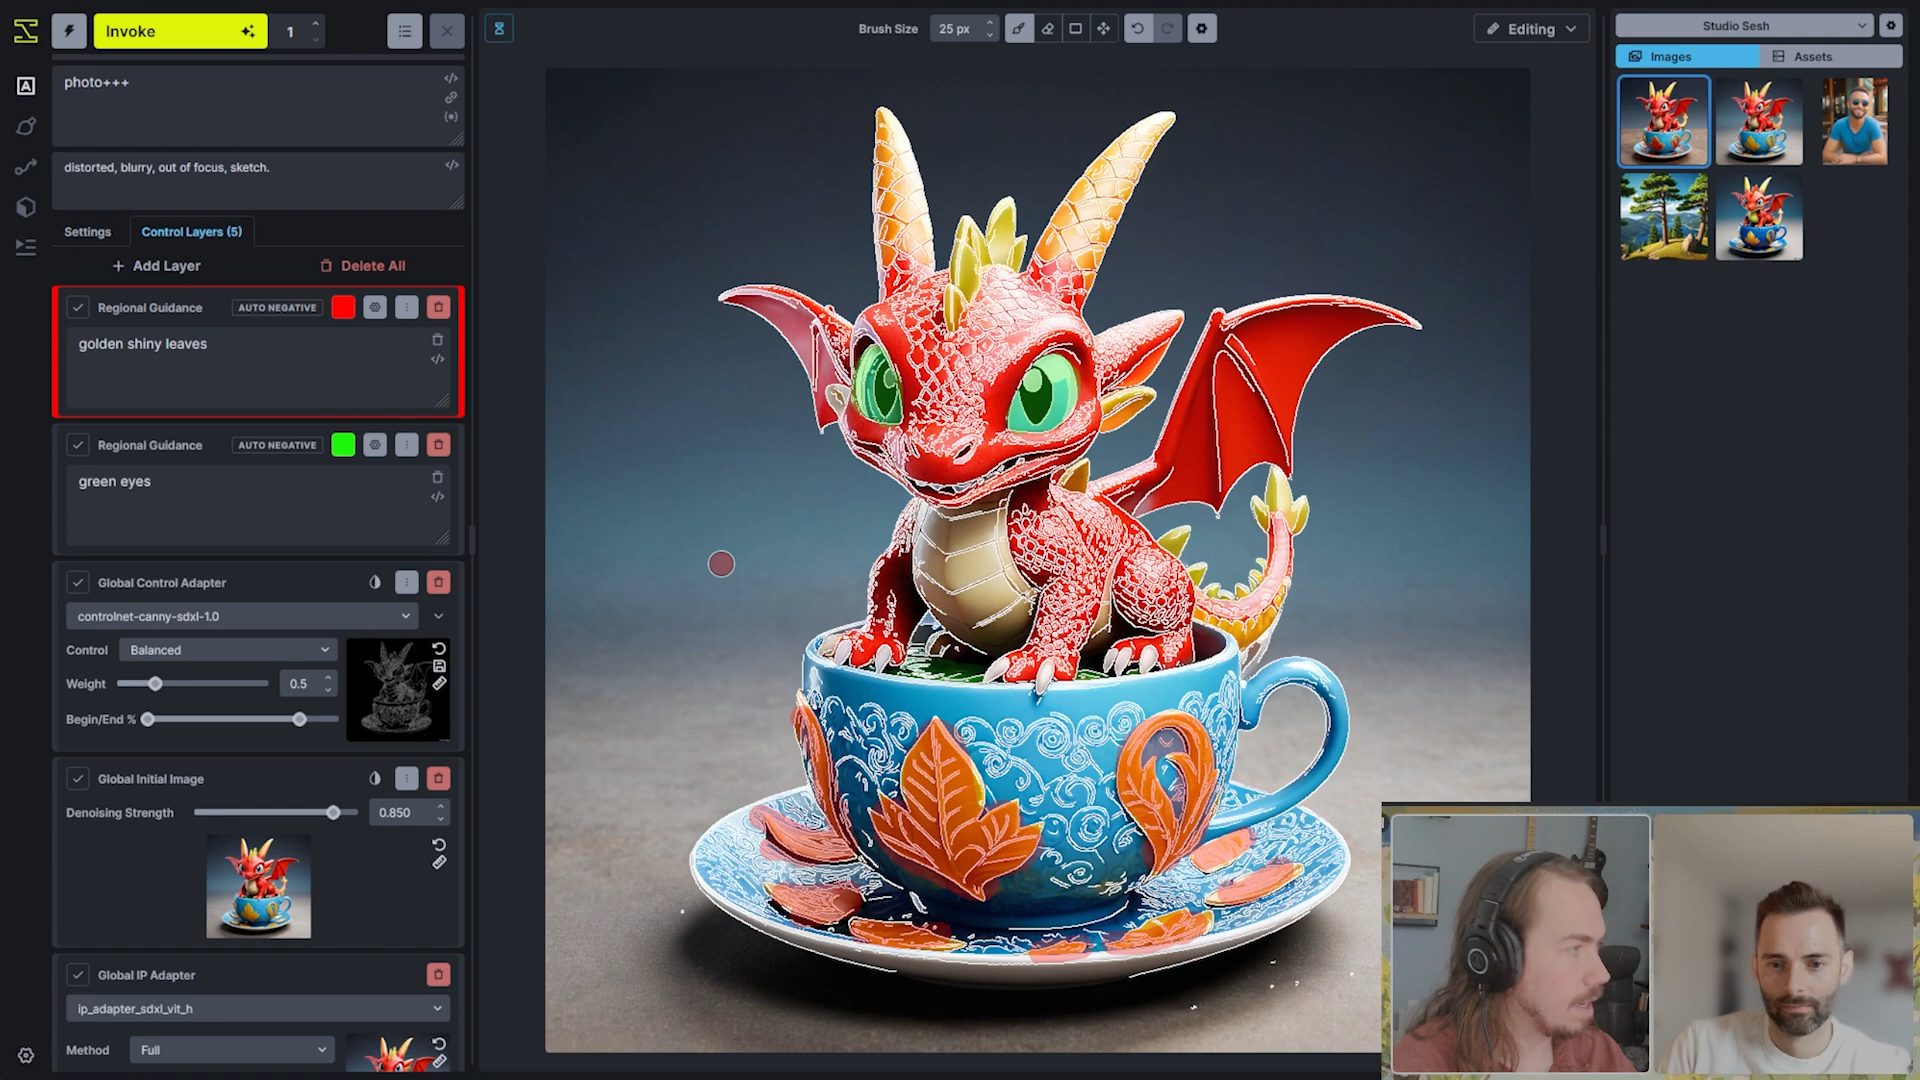 Invoke
1
Brush Size
25 px
Editing
Studio Sesh
Images
Assets
photo+++
distorted, blurry, out of focus, sketch.
Settings
Control Layers (5)
+ Add Layer
Delete All
Regional Guidance
AUTO NEGATIVE
golden shiny leaves
Regional Guidance
AUTO NEGATIVE
green eyes
Global Control Adapter
controlnet-canny-sdxl-1.0
Control
Balanced
Weight
0.5
Begin/End %
Global Initial Image
Denoising Strength
0.850
Global IP Adapter
ip_adapter_sdxl_vit_h
Method
Full